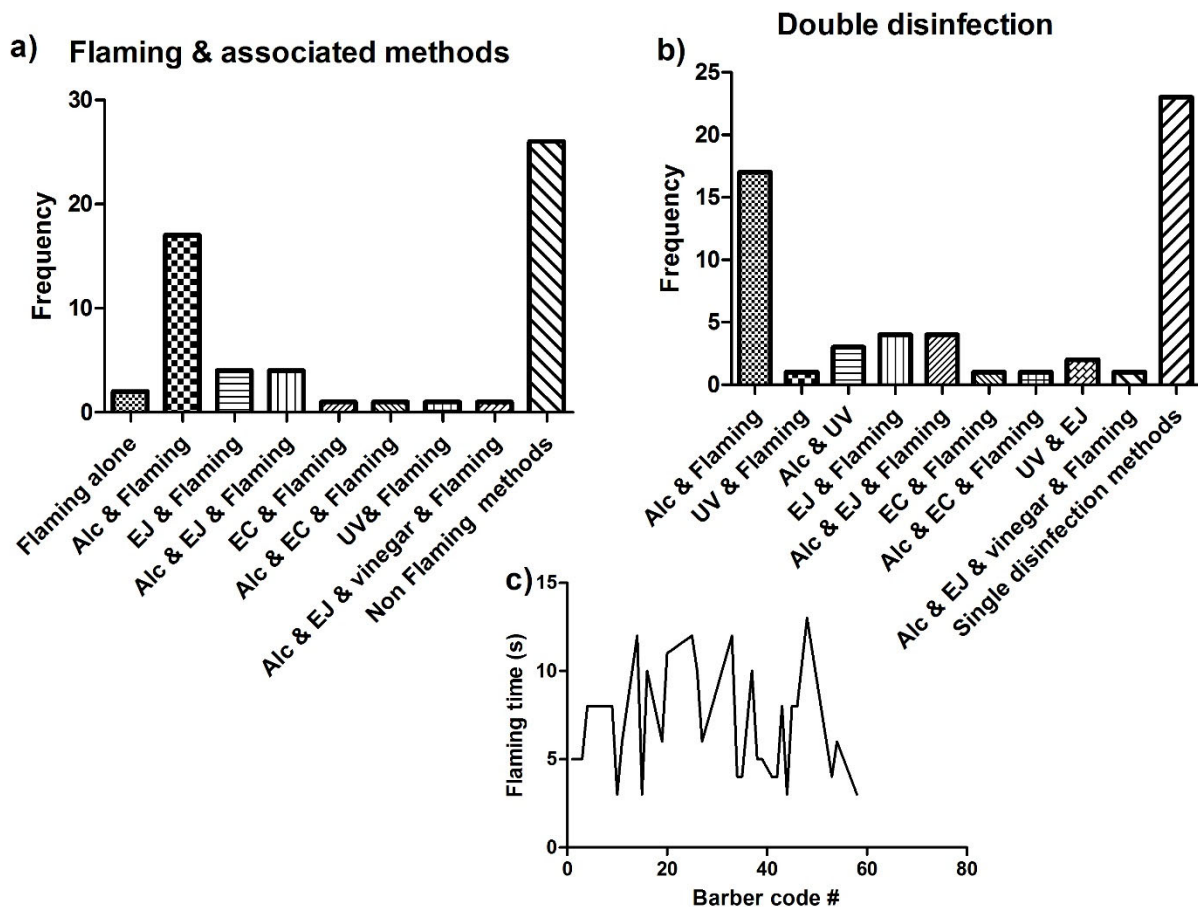 a) Flaming & associated methods
Frequency
30
20
10
0
Flaming alone
Alc & Flaming
EJ & Flaming
Alc & EJ & Flaming
EC & Flaming
Alc & EC & Flaming
UV& Flaming
Alc & EJ & vinegar & Flaming
Non Flaming methods
b) Double disinfection
Frequency
25
20
15
10
5
0
Alc & Flaming
UV & Flaming
Alc & UV
EJ & Flaming
Alc & EJ & Flaming
EC & Flaming
Alc & EC & Flaming
UV & EJ
Alc & EJ & vinegar & Flaming
Single disinfection methods
c)
Flaming time (s)
15
10
5
0
0 20 40 60 80
Barber code #